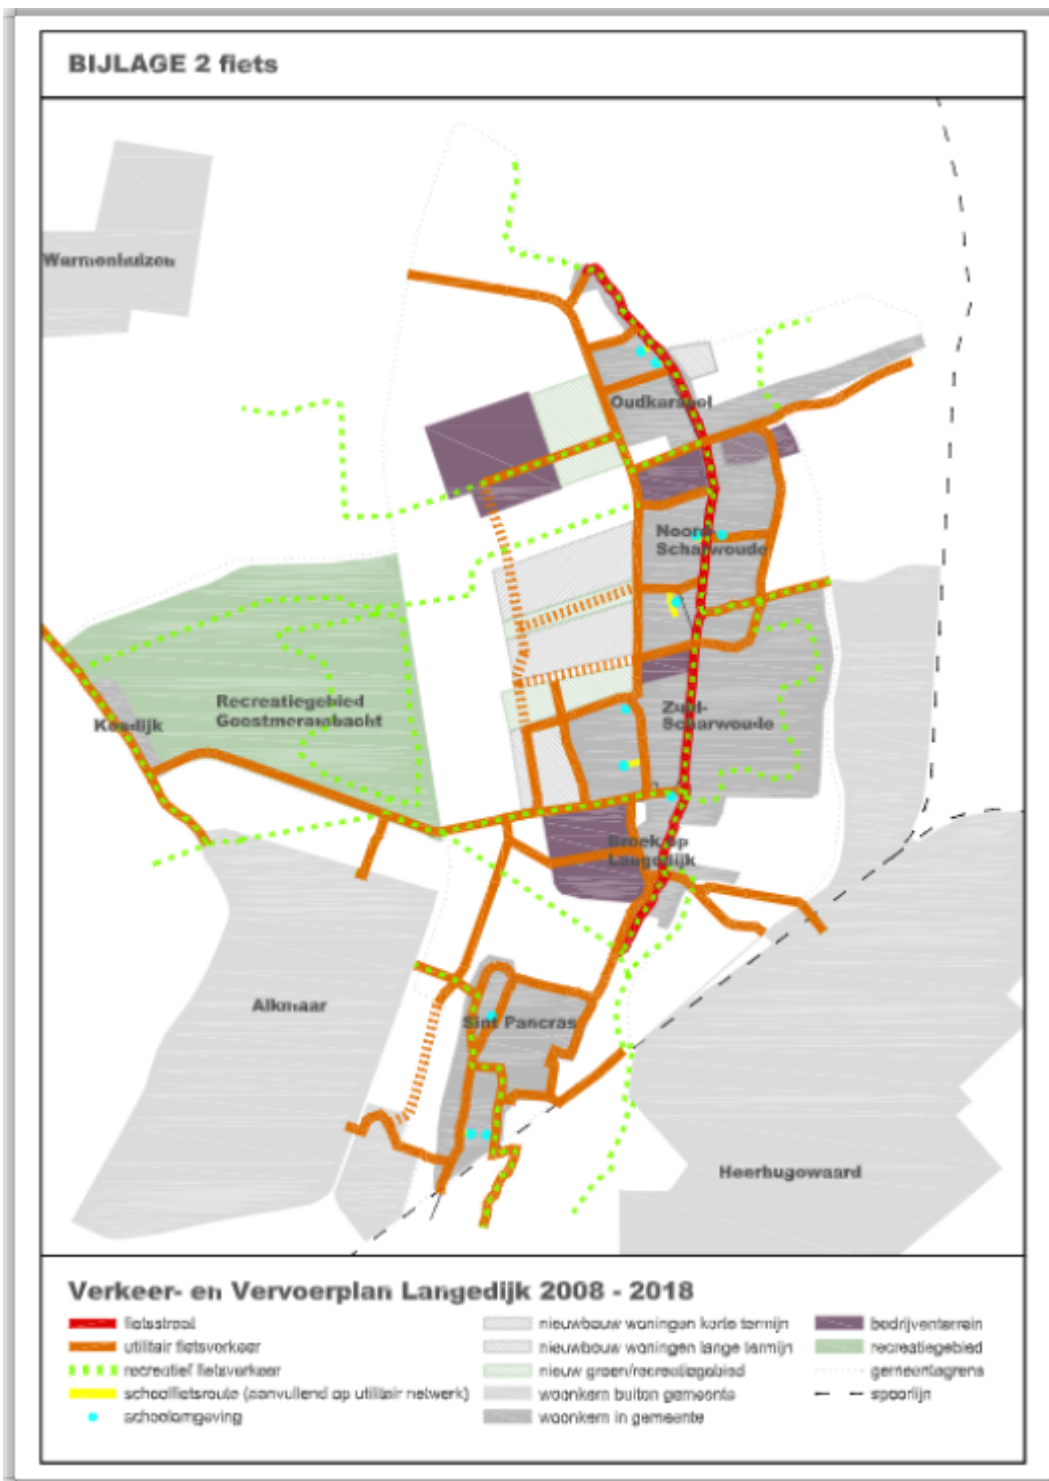 BIJLAGE 2 fiets
Warmenhuizen
Oudkarspel
Noord-
Scharwoude
Recreatiegebied
Geestmerambacht
Koedijk
Zuid-
Scharwoude
Broek op
Langedijk
Alkmaar
Sint Pancras
Heerhugowaard
Verkeer- en Vervoerplan Langedijk 2008 - 2018
fietsstraat
utilitair fietsverkeer
recreatief fietsverkeer
schoolfietsroute (aanvullend op utilitair netwerk)
schoolomgeving
nieuwbouw woningen korte termijn
nieuwbouw woningen lange termijn
nieuw groen/recreatiegebied
woonkern buiten gemeente
woonkern in gemeente
bedrijventerrein
recreatiegebied
gemeentegrens
spoorlijn